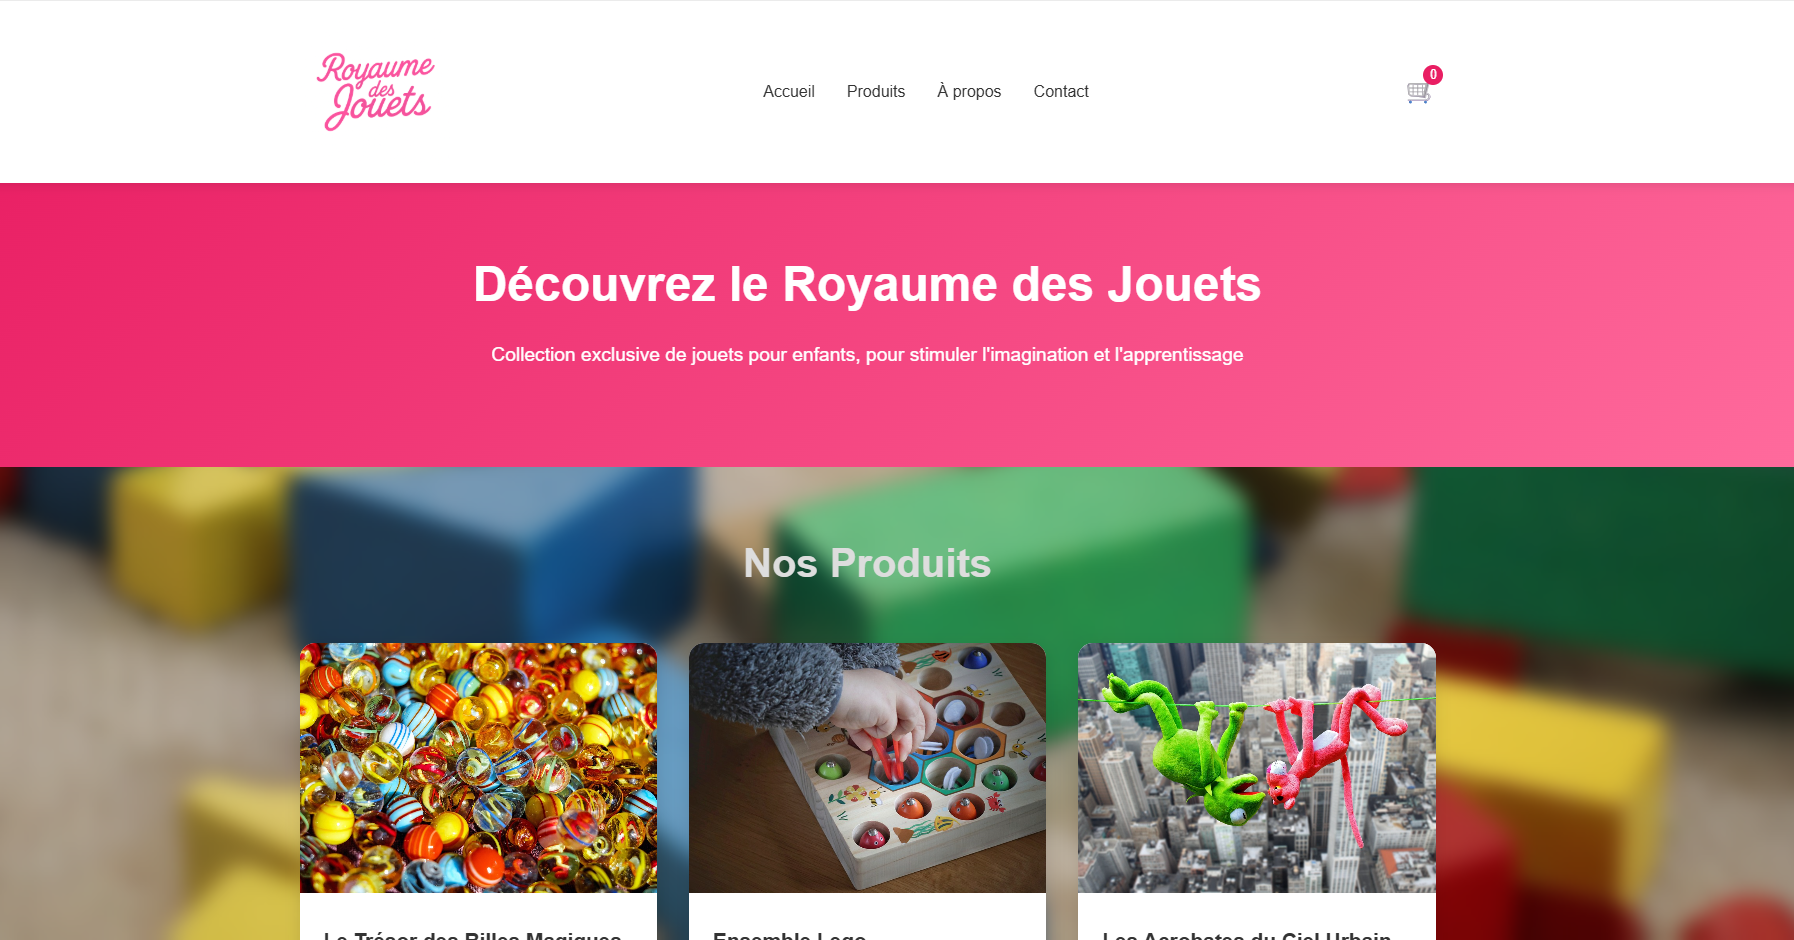 Royaume
des
Jouets
Accueil Produits À propos Contact
0
Découvrez le Royaume des Jouets
Collection exclusive de jouets pour enfants, pour stimuler l'imagination et l'apprentissage
Nos Produits
Le Trésor des Billes Magiques
Ensemble Lego
Les Acrobates du Ciel Urbain